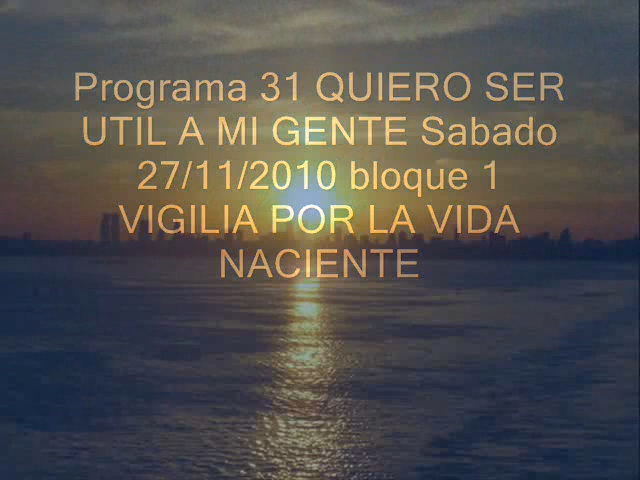 Programa 31 QUIERO SER
UTIL A MI GENTE Sabado
27/11/2010 bloque 1
VIGILIA POR LA VIDA
NACIENTE